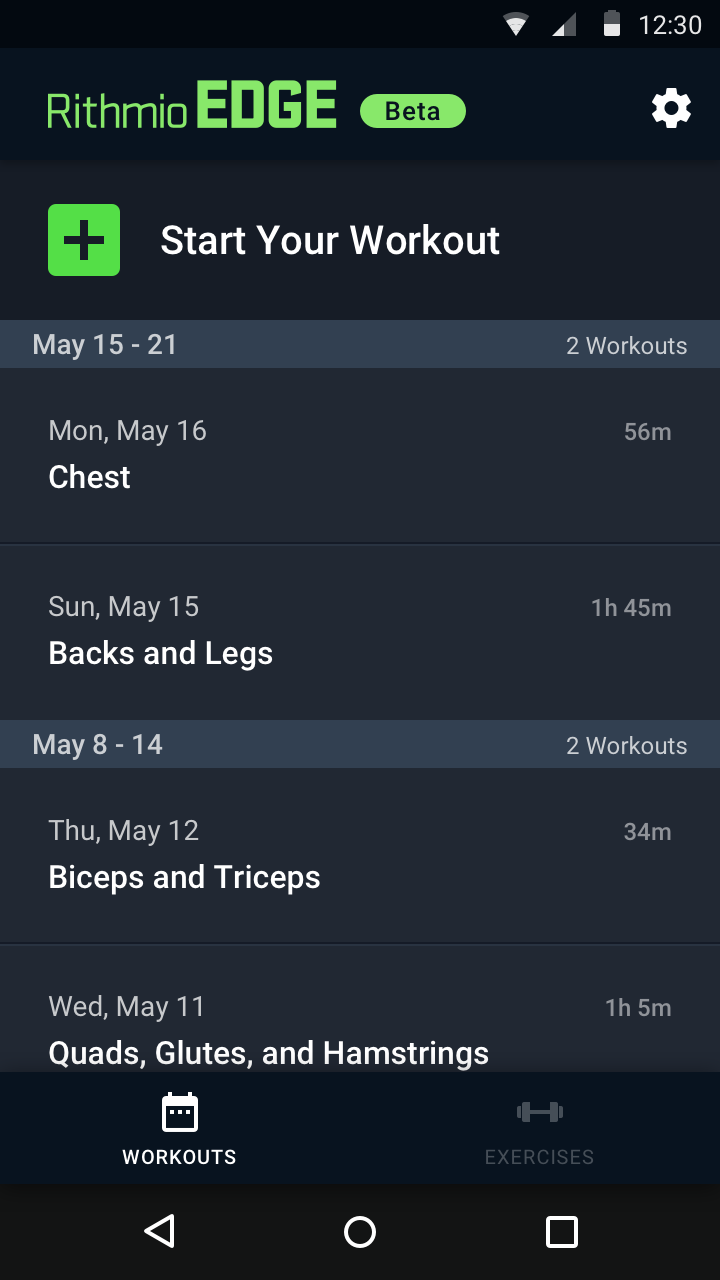 12:30
Rithmio EDGE Beta
Start Your Workout
May 15 - 21 2 Workouts
Mon, May 16 56m
Chest
Sun, May 15 1h 45m
Backs and Legs
May 8 - 14 2 Workouts
Thu, May 12 34m
Biceps and Triceps
Wed, May 11 1h 5m
Quads, Glutes, and Hamstrings
WORKOUTS EXERCISES